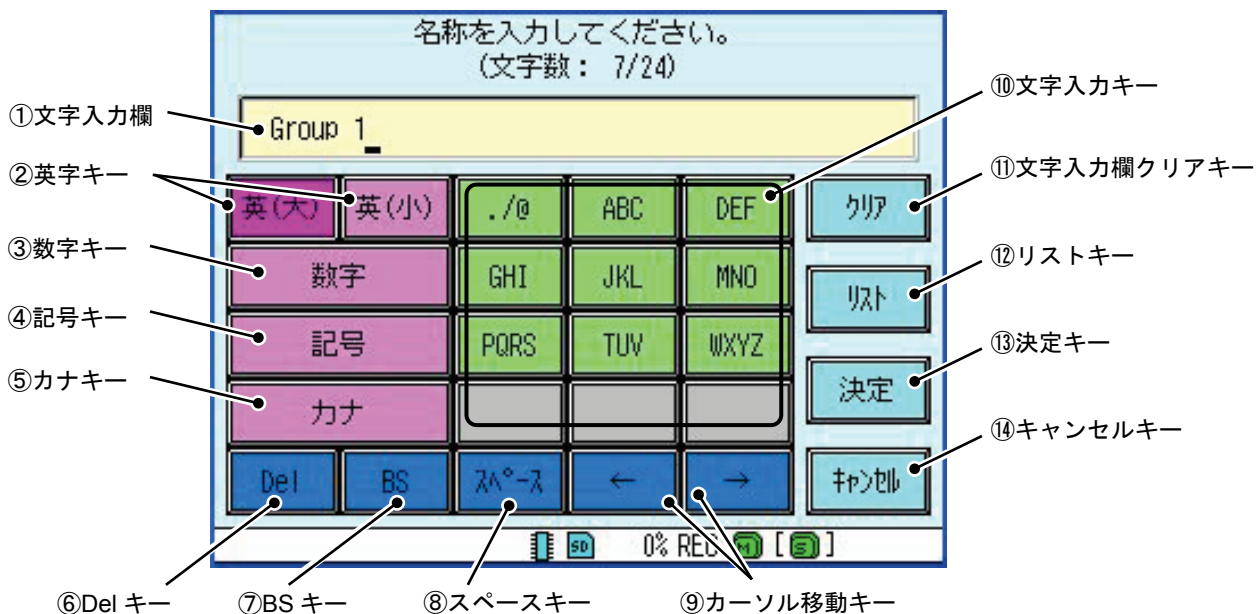 名称を入力してください。
(文字数: 7/24)
①文字入力欄
Group 1
⑩文字入力キー
②英字キー
⑪文字入力欄クリアキー
英(大) 英(小) ./@ ABC DEF ｸﾘｱ
③数字キー
数字 GHI JKL MNO ﾘｽﾄ
⑫リストキー
④記号キー
記号 PQRS TUV WXYZ
⑬決定キー
⑤カナキー
カナ 決定
⑭キャンセルキー
Del BS ｽﾍﾟｰｽ ← → ｷｬﾝｾﾙ
SD 0% REC M [S]
⑥Del キー ⑦BS キー ⑧スペースキー ⑨カーソル移動キー